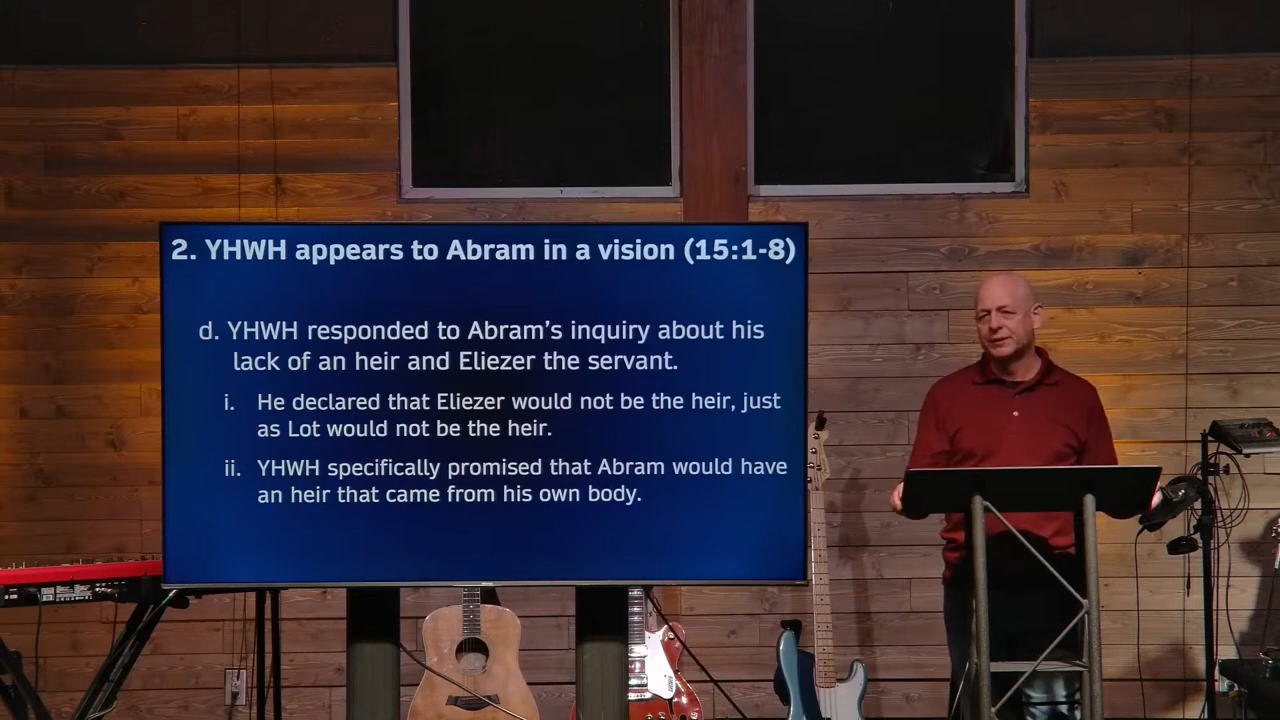 2. YHWH appears to Abram in a vision (15:1-8)
d. YHWH responded to Abram's inquiry about his
lack of an heir and Eliezer the servant.
i. He declared that Eliezer would not be the heir, just
as Lot would not be the heir.
ii. YHWH specifically promised that Abram would have
an heir that came from his own body.